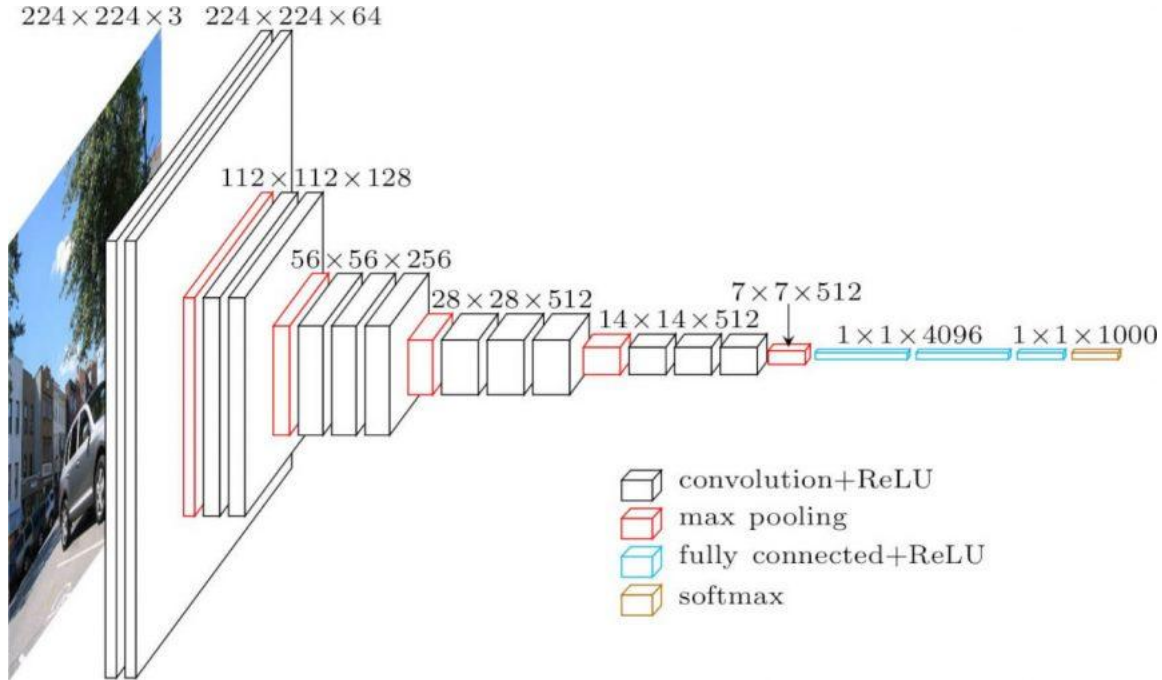 224×224×3
224×224×64
112×112×128
56×56×256
28×28×512
14×14×512
7×7×512
1×1×4096
1×1×1000
convolution+ReLU
max pooling
fully connected+ReLU
softmax